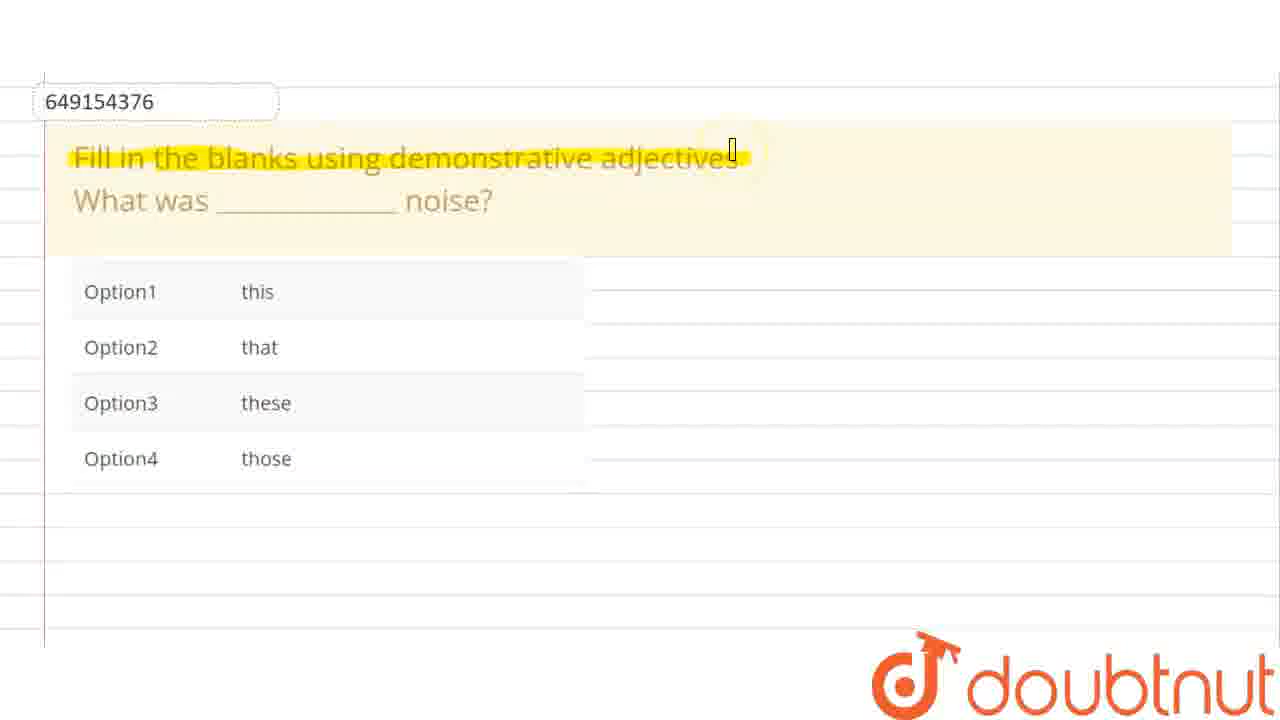 649154376
Fill in the blanks using demonstrative adjectives
What was ____________ noise?
Option1 this
Option2 that
Option3 these
Option4 those
doubtnut